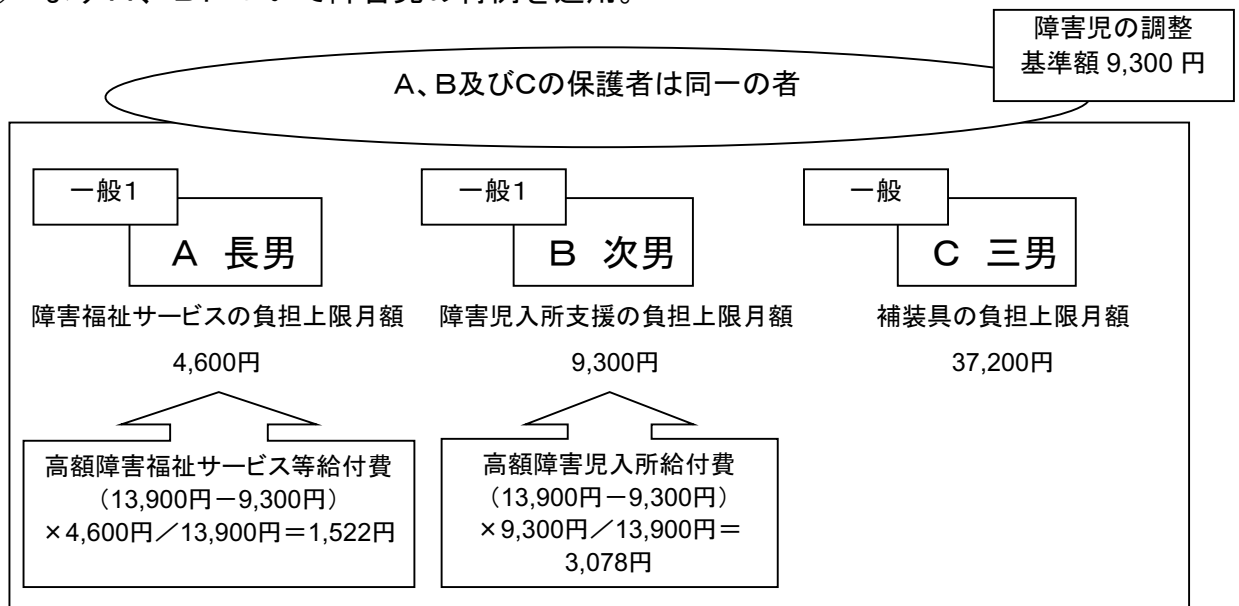 障害児の調整
基準額 9,300 円
A、B及びCの保護者は同一の者
一般1
A 長男
一般1
B 次男
一般
C 三男
障害福祉サービスの負担上限月額
4,600円
障害児入所支援の負担上限月額
9,300円
補装具の負担上限月額
37,200円
高額障害福祉サービス等給付費
(13,900円-9,300円)
×4,600円/13,900円=1,522円
高額障害児入所給付費
(13,900円-9,300円)
×9,300円/13,900円=
3,078円